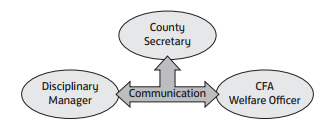 County
Secretary
Disciplinary
Manager
Communication
CFA
Welfare Officer